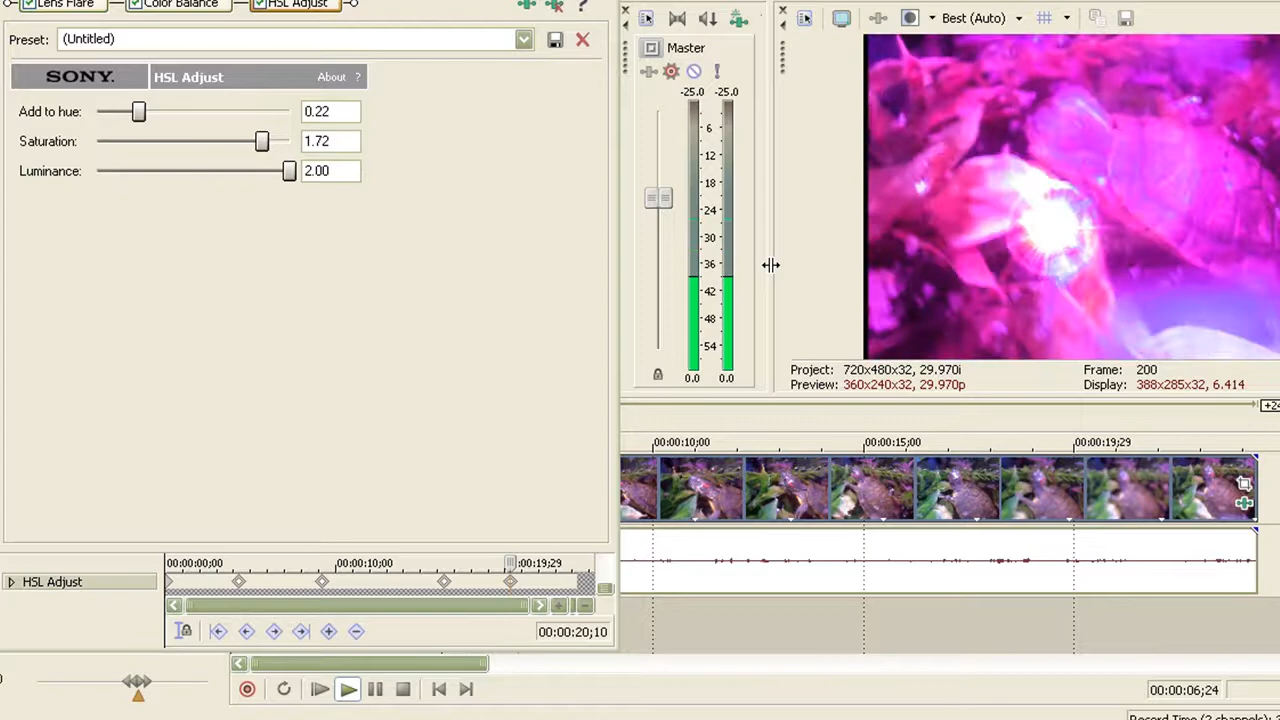 Lens Flare Color Balance HSL Adjust ?
Preset: (Untitled)
Best (Auto)
Master
SONY. HSL Adjust About ?
-25.0 -25.0
Add to hue: 0.22
Saturation: 1.72
Luminance: 2.00
6
12
18
24
30
36
42
48
54
0.0 0.0
Project: 720x480x32, 29.970i Frame: 200
Preview: 360x240x32, 29.970p Display: 388x285x32, 6.414
00:00:10;00 00:00:15;00 00:00:19;29
00:00:00;00 00:00:10;00 :00:19;29
HSL Adjust
00:00:20;10
00:00:06;24